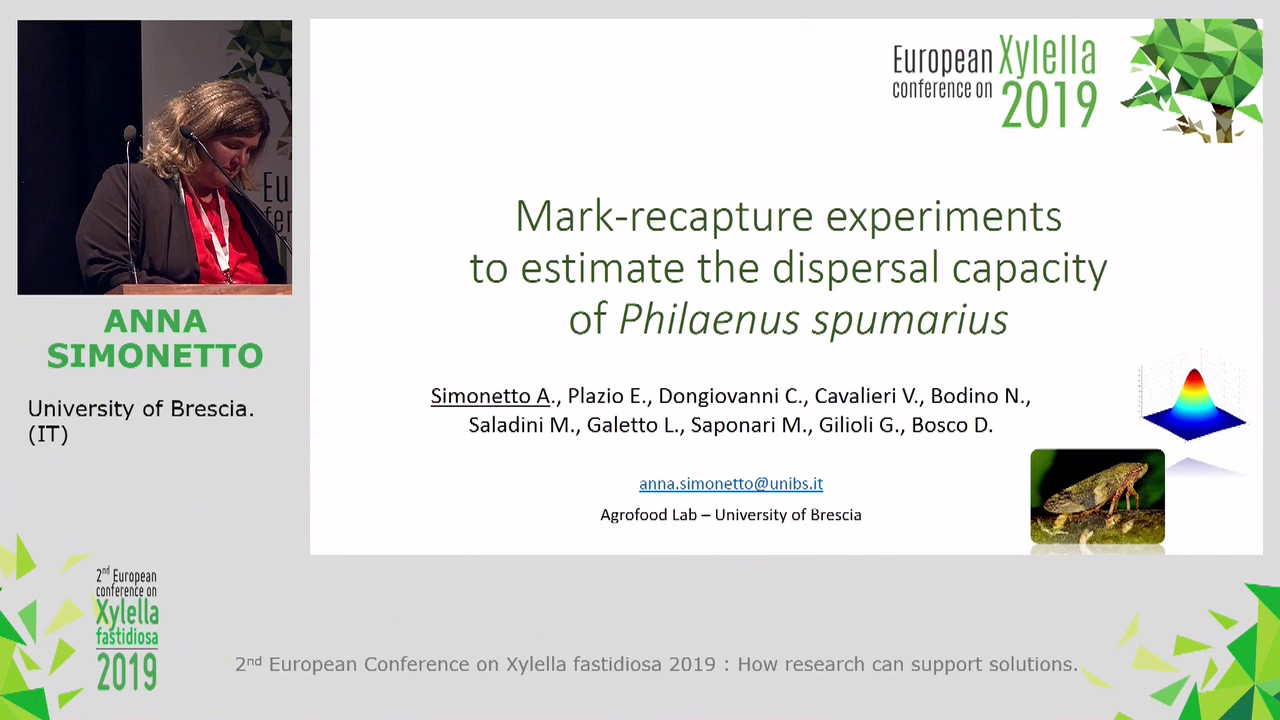 European
conference on
Xylella
2019
Eu
Mark-recapture experiments
to estimate the dispersal capacity
of Philaenus spumarius
ANNA
SIMONETTO
University of Brescia.
(IT)
Simonetto A., Plazio E., Dongiovanni C., Cavalieri V., Bodino N.,
Saladini M., Galetto L., Saponari M., Gilioli G., Bosco D.
anna.simonetto@unibs.it
Agrofood Lab – University of Brescia
2nd European
conference on
Xylella
fastidiosa
2019
2nd European Conference on Xylella fastidiosa 2019 : How research can support solutions.